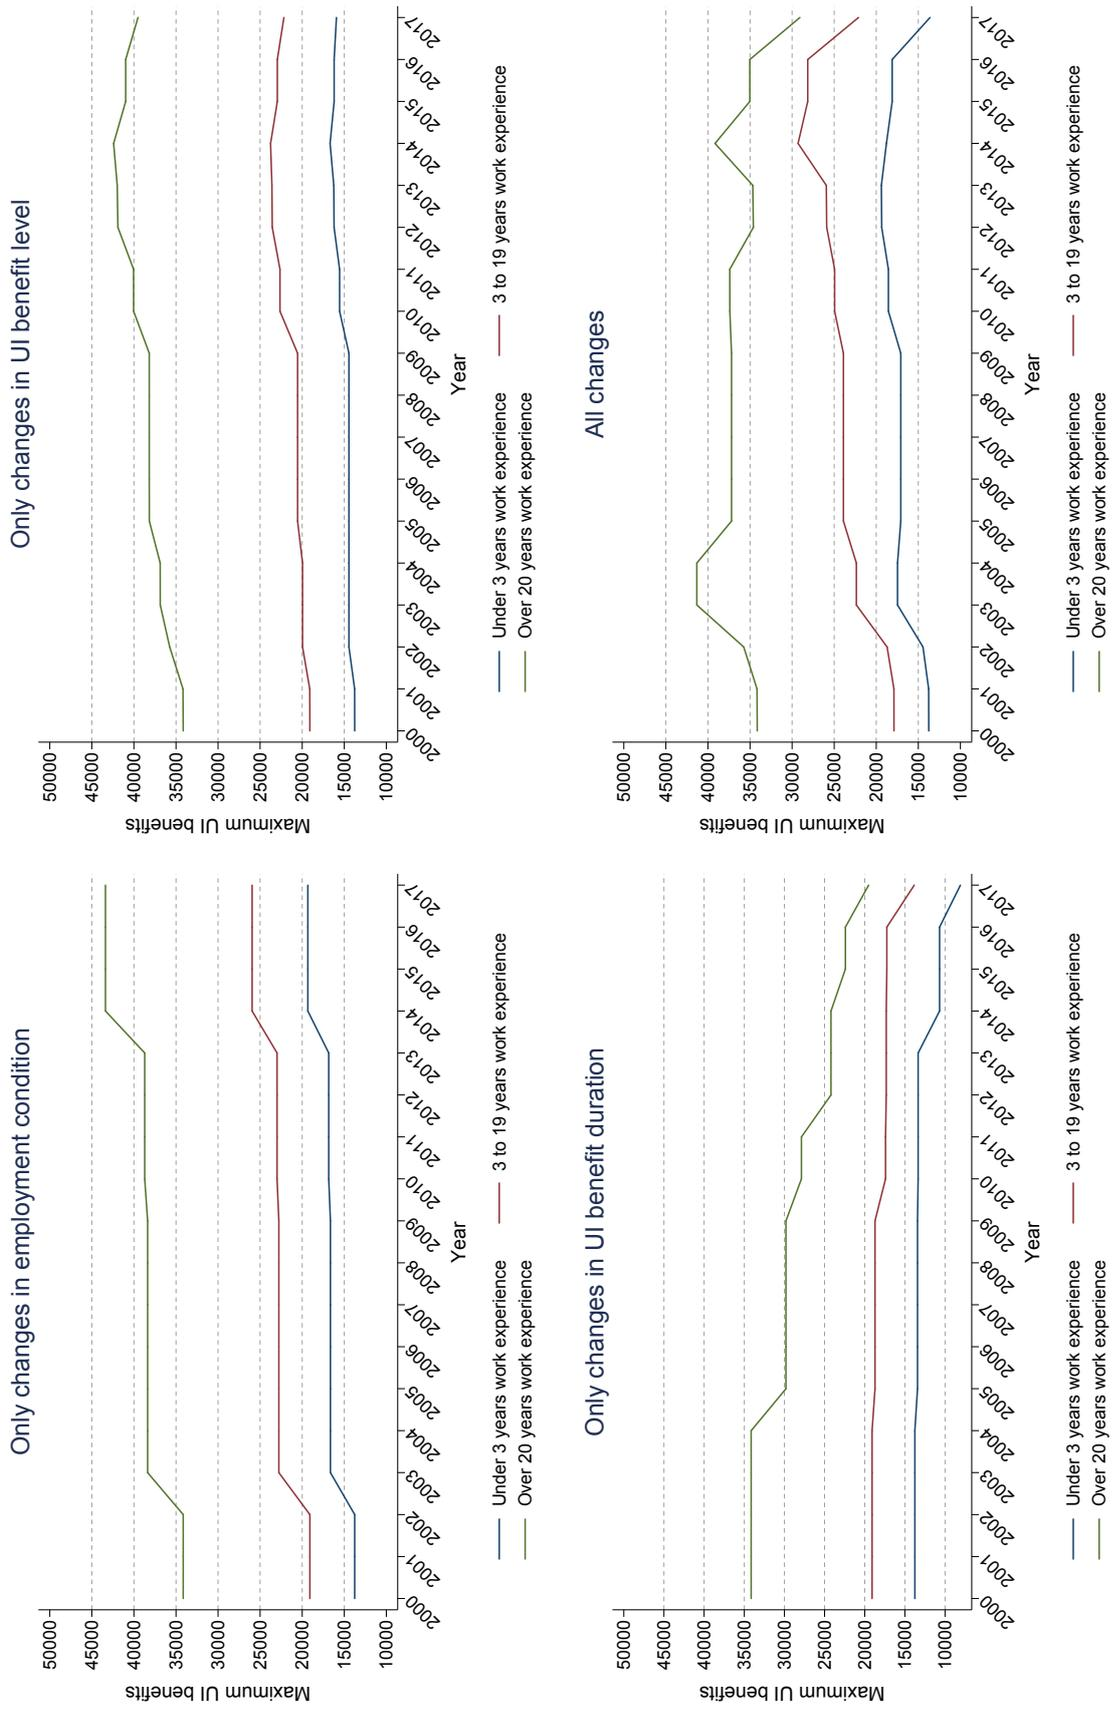 Only changes in employment condition
Maximum UI benefits
50000
45000
40000
35000
30000
25000
20000
15000
10000
2000 2001 2002 2003 2004 2005 2006 2007 2008 2009 2010 2011 2012 2013 2014 2015 2016 2017
Year
Under 3 years work experience 3 to 19 years work experience
Over 20 years work experience
Only changes in UI benefit level
Maximum UI benefits
50000
45000
40000
35000
30000
25000
20000
15000
10000
2000 2001 2002 2003 2004 2005 2006 2007 2008 2009 2010 2011 2012 2013 2014 2015 2016 2017
Year
Under 3 years work experience 3 to 19 years work experience
Over 20 years work experience
Only changes in UI benefit duration
Maximum UI benefits
50000
45000
40000
35000
30000
25000
20000
15000
10000
2000 2001 2002 2003 2004 2005 2006 2007 2008 2009 2010 2011 2012 2013 2014 2015 2016 2017
Year
Under 3 years work experience 3 to 19 years work experience
Over 20 years work experience
All changes
Maximum UI benefits
50000
45000
40000
35000
30000
25000
20000
15000
10000
2000 2001 2002 2003 2004 2005 2006 2007 2008 2009 2010 2011 2012 2013 2014 2015 2016 2017
Year
Under 3 years work experience 3 to 19 years work experience
Over 20 years work experience